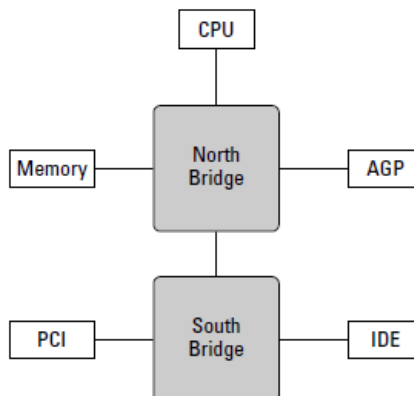 CPU
Memory
North
Bridge
AGP
PCI
South
Bridge
IDE